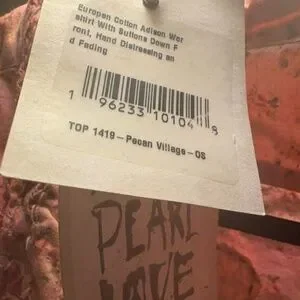 Europen Cotton Adison Wor
shirt With Buttons Down F
ront, Hand Distressing an
d Fading
1 96233 10104 8
TOP 1419-Pecan Village-OS
PEARL
LOVE